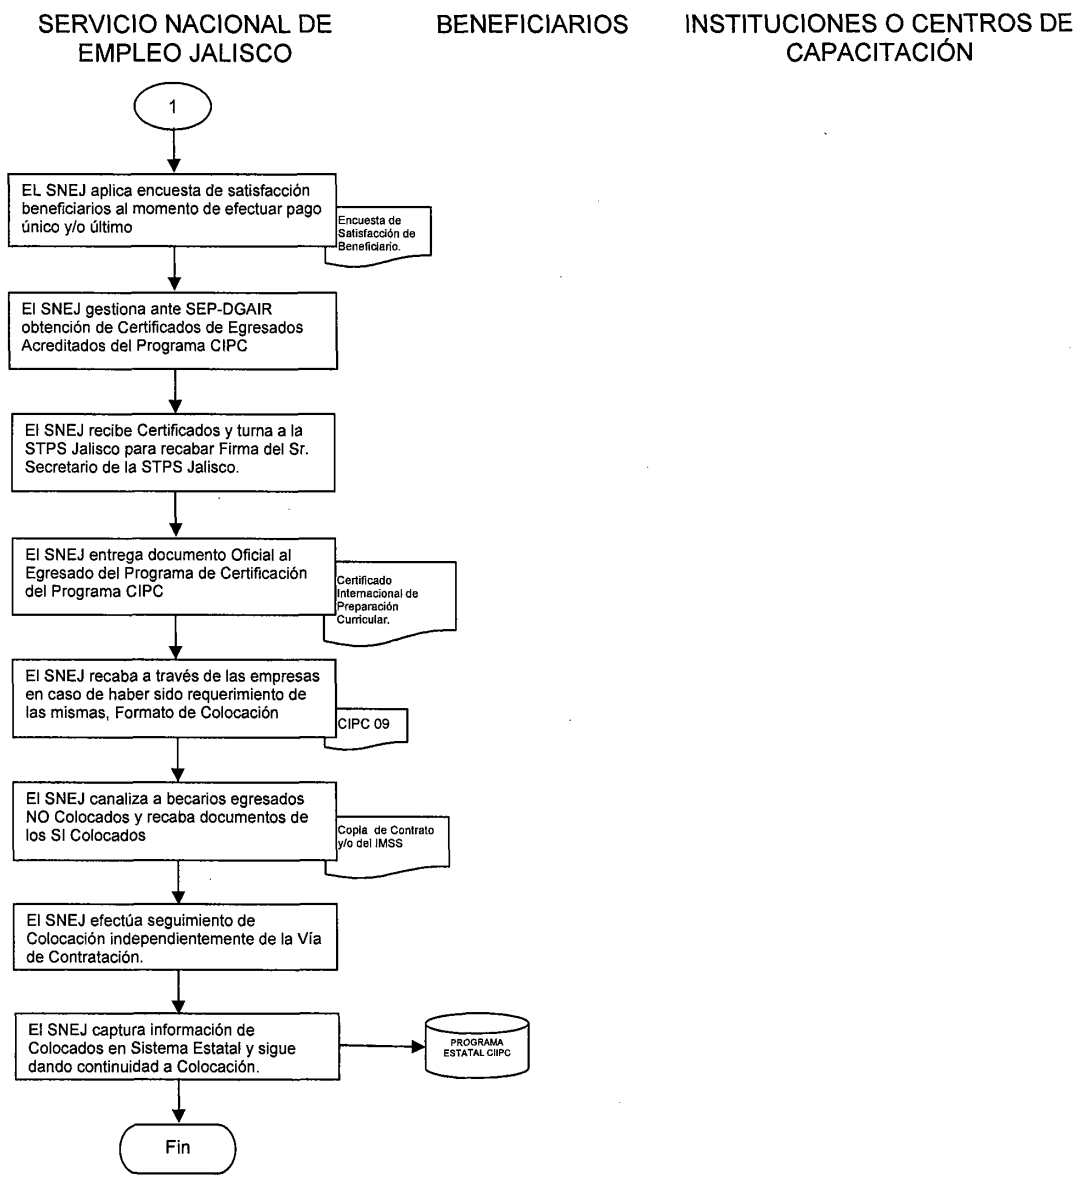 SERVICIO NACIONAL DE
EMPLEO JALISCO
BENEFICIARIOS
INSTITUCIONES O CENTROS DE
CAPACITACIÓN
1
EL SNEJ aplica encuesta de satisfacción
beneficiarios al momento de efectuar pago
único y/o último
Encuesta de
Satisfacción de
Beneficiario.
El SNEJ gestiona ante SEP-DGAIR
obtención de Certificados de Egresados
Acreditados del Programa CIPC
El SNEJ recibe Certificados y turna a la
STPS Jalisco para recabar Firma del Sr.
Secretario de la STPS Jalisco.
El SNEJ entrega documento Oficial al
Egresado del Programa de Certificación
del Programa CIPC
Certificado
Internacional de
Preparación
Curricular.
El SNEJ recaba a través de las empresas
en caso de haber sido requerimiento de
las mismas, Formato de Colocación
CIPC 09
El SNEJ canaliza a becarios egresados
NO Colocados y recaba documentos de
los SI Colocados
Copia de Contrato
y/o del IMSS
El SNEJ efectúa seguimiento de
Colocación independientemente de la Vía
de Contratación.
El SNEJ captura información de
Colocados en Sistema Estatal y sigue
dando continuidad a Colocación.
PROGRAMA
ESTATAL CIIPC
Fin